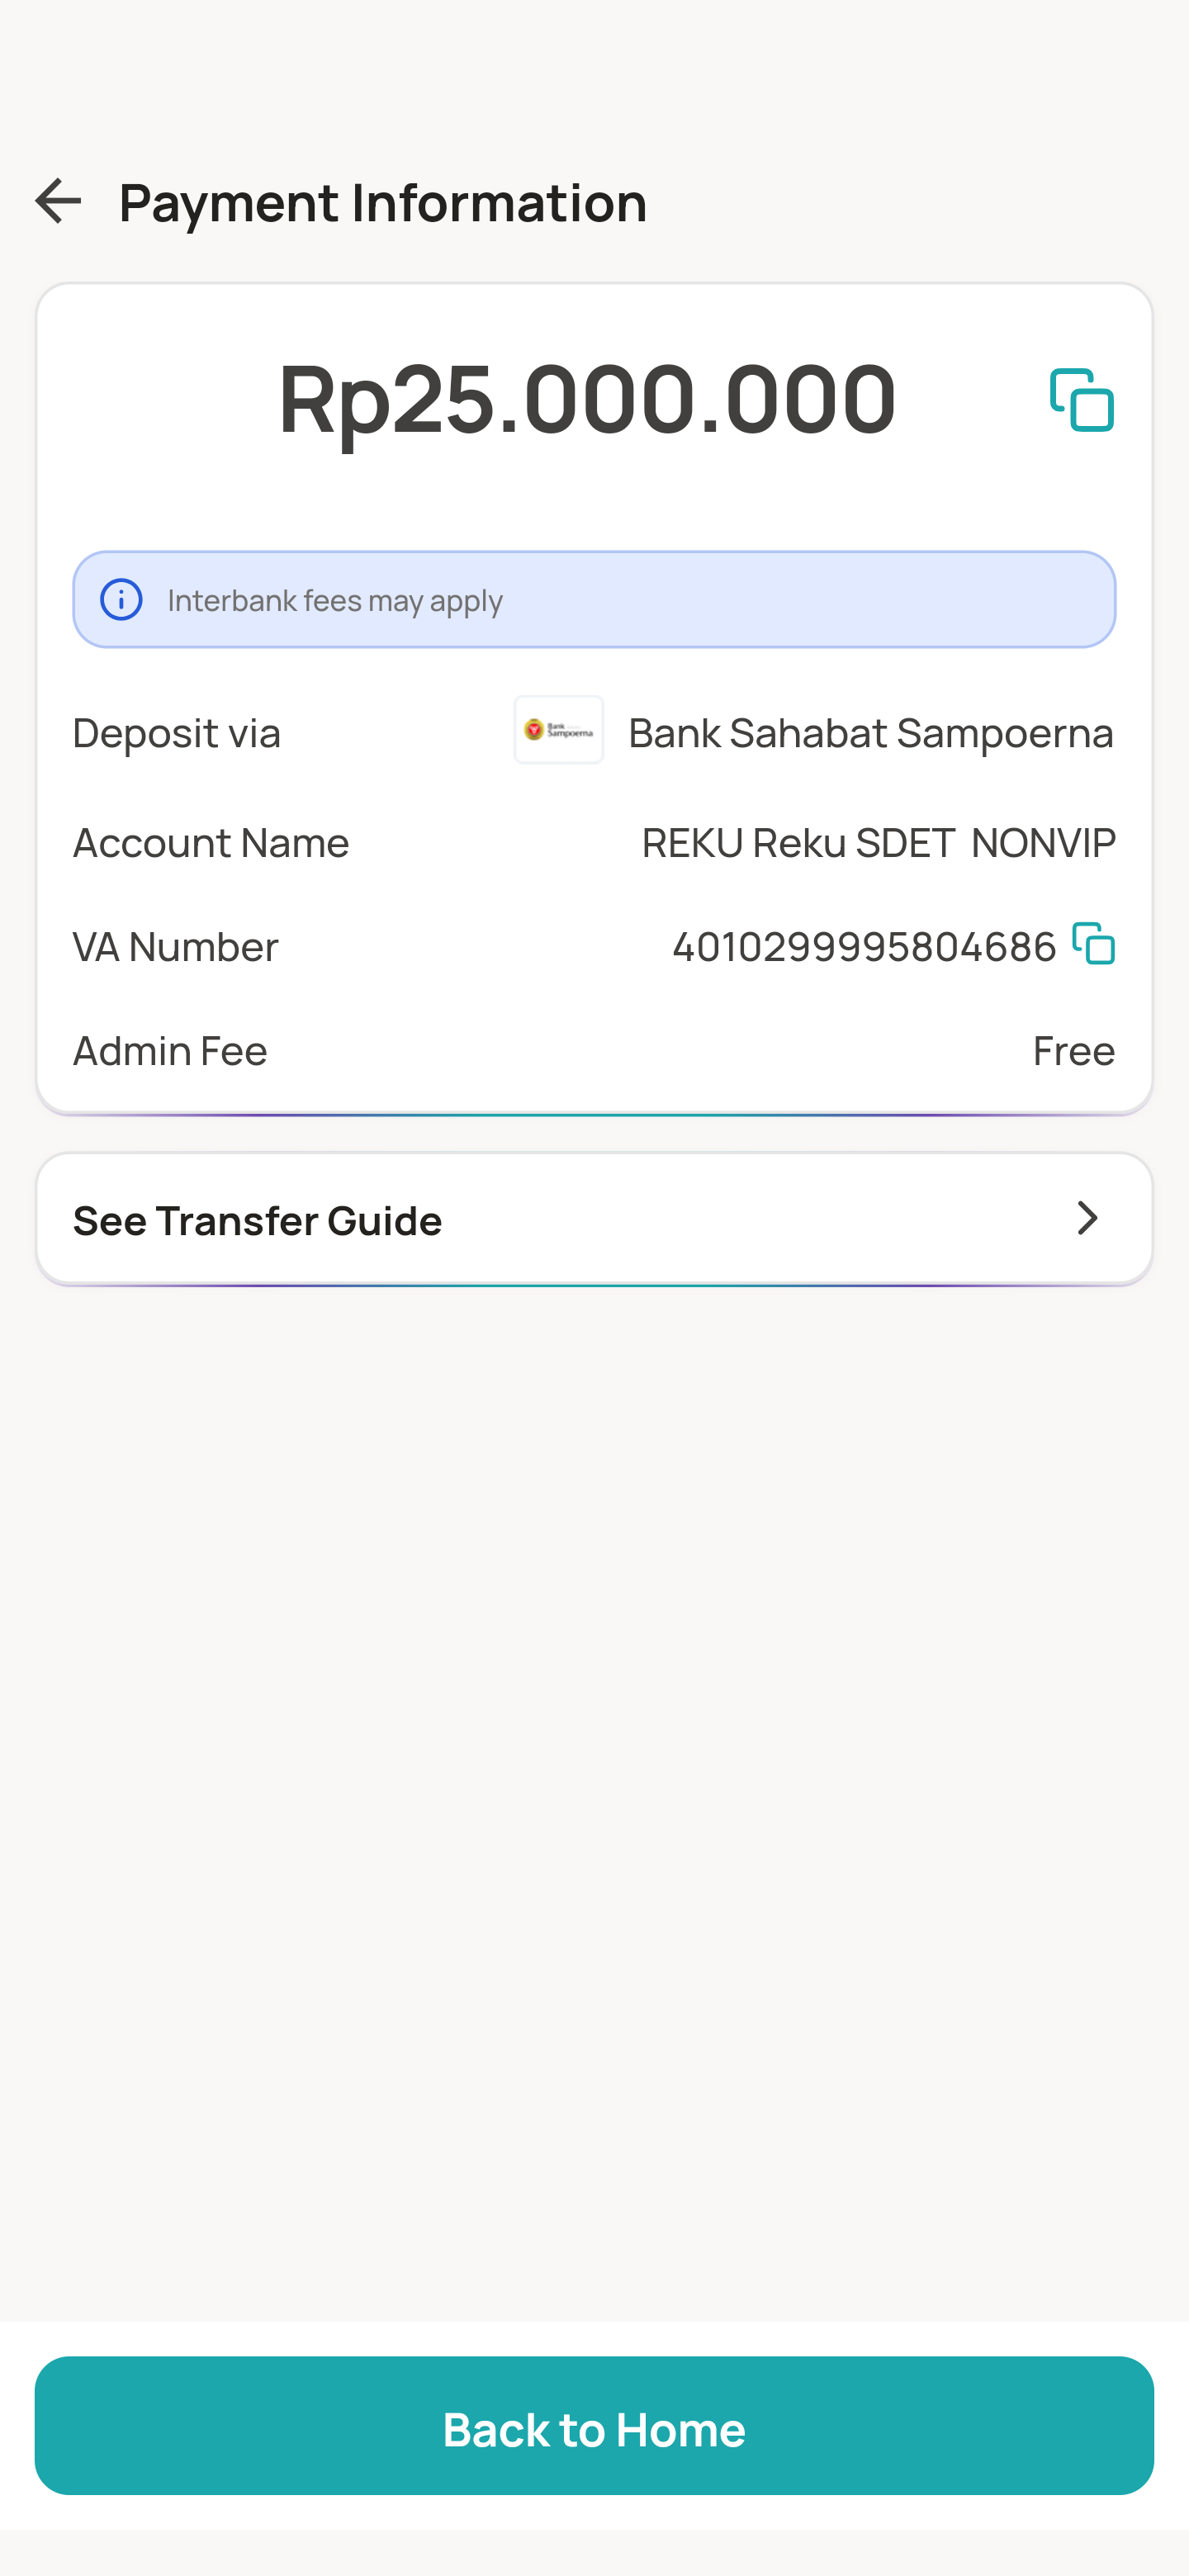 Payment Information
Rp25.000.000
Interbank fees may apply
Deposit via Bank Sampoerna Bank Sahabat Sampoerna
Account Name REKU Reku SDET  NONVIP
VA Number 4010299995804686
Admin Fee Free
See Transfer Guide
Back to Home